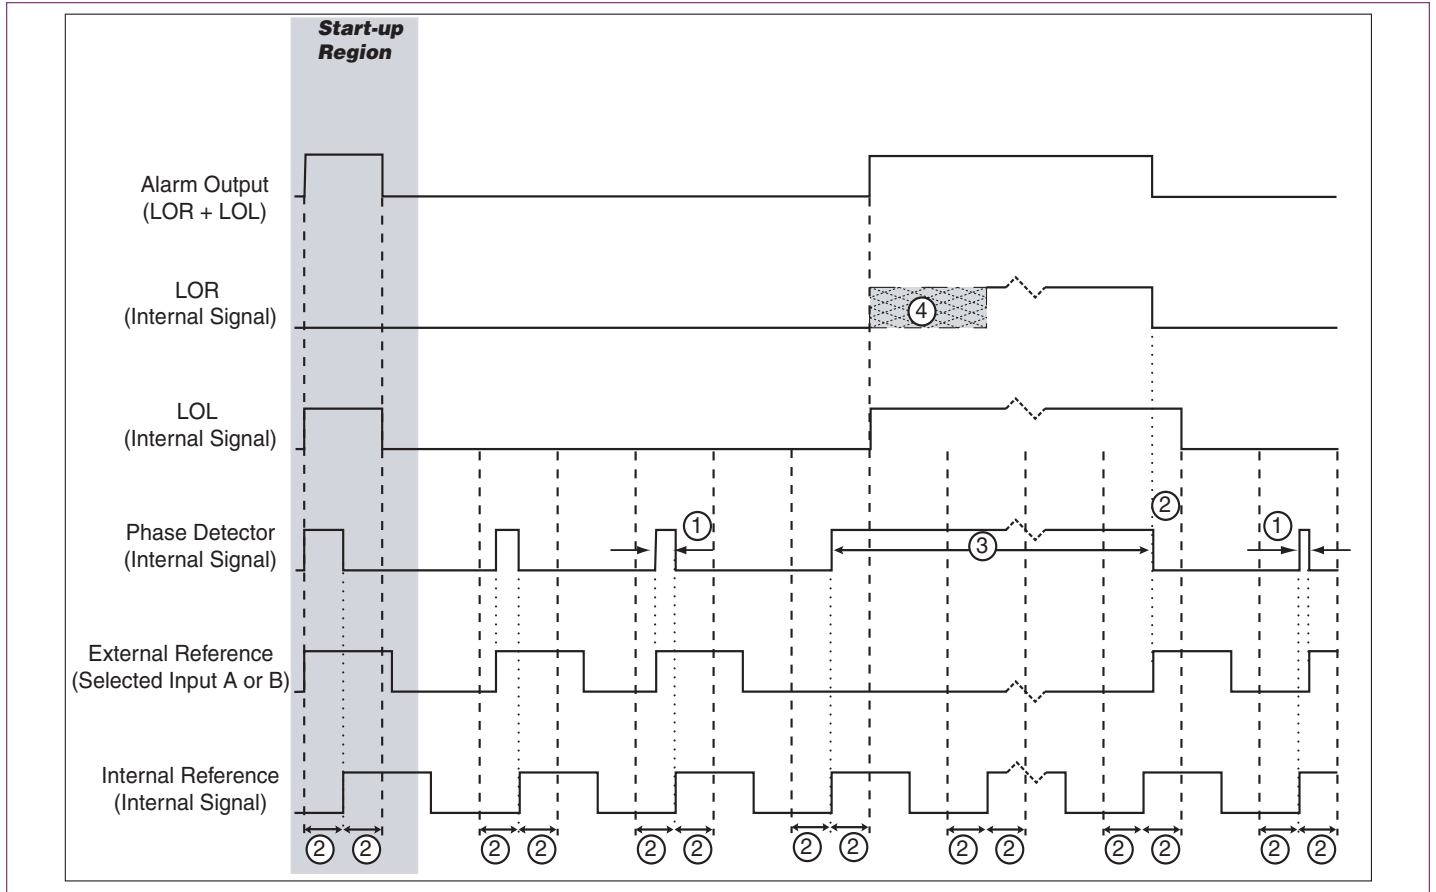 Start-up
Region
Alarm Output
(LOR + LOL)
LOR
(Internal Signal)
4
LOL
(Internal Signal)
Phase Detector
(Internal Signal)
1
3
2
1
External Reference
(Selected Input A or B)
Internal Reference
(Internal Signal)
2 2 2 2 2 2 2 2 2 2 2 2 2 2